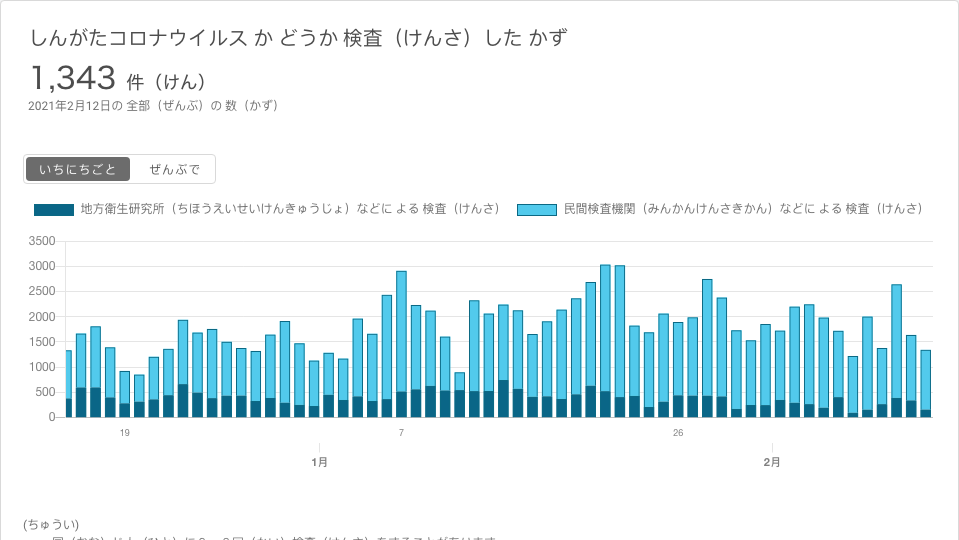 しんがたコロナウイルス か どうか 検査（けんさ）した かず
1,343 件（けん）
2021年2月12日の 全部（ぜんぶ）の 数（かず）
いちにちごと ぜんぶで
地方衛生研究所（ちほうえいせいけんきゅうじょ）などに よる 検査（けんさ） 民間検査機関（みんかんけんさきかん）などに よる 検査（けんさ）
3500
3000
2500
2000
1500
1000
500
0
19 7 26
1月 2月
(ちゅうい)